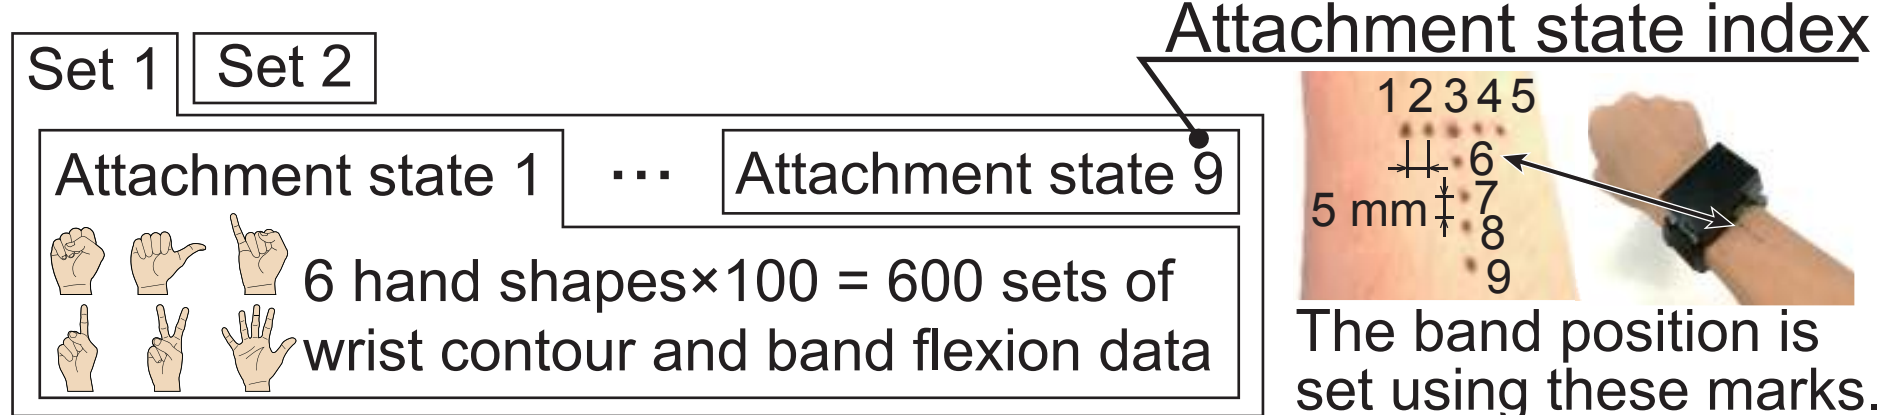 Attachment state index
Set 1
Set 2
Attachment state 1
...
Attachment state 9
6 hand shapes×100 = 600 sets of
wrist contour and band flexion data
1 2 3 4 5
6
7
8
9
5 mm
The band position is
set using these marks.